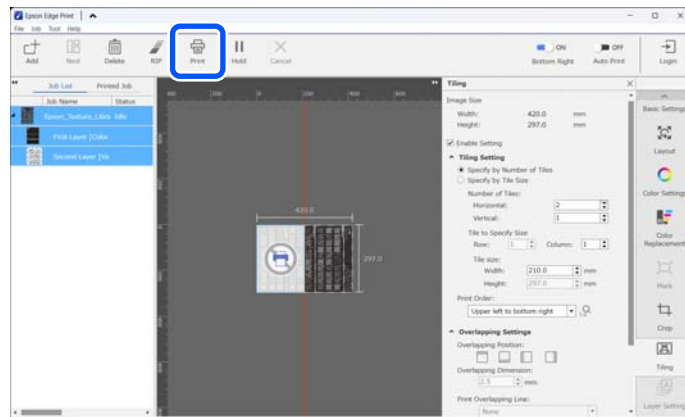 Epson Edge Print
File Job Tool Help
Add Nest Delete RIP Print Hold Cancel
ON OFF
Bottom Right Auto Print Login
Job List Printed Job
Job Name Status
Epson_Texture_Libra Idle
First Layer [Color
Second Layer [Va
420.0
297.0
Tiling
Image Size
Width: 420.0 mm
Height: 297.0 mm
Enable Setting
Tiling Setting
Specify by Number of Tiles
Specify by Tile Size
Number of Tiles:
Horizontal: 2
Vertical: 1
Tile to Specify Size
Row: 1 Column: 1
Tile size:
Width: 210.0 mm
Height: 297.0 mm
Print Order:
Upper left to bottom right
Overlapping Settings
Overlapping Position:
Overlapping Dimension:
2.5 mm
Print Overlapping Line:
None
Basic Settings
Layout
Color Settings
Color
Replacement
Mark
Crop
Tiling
Layer Setting